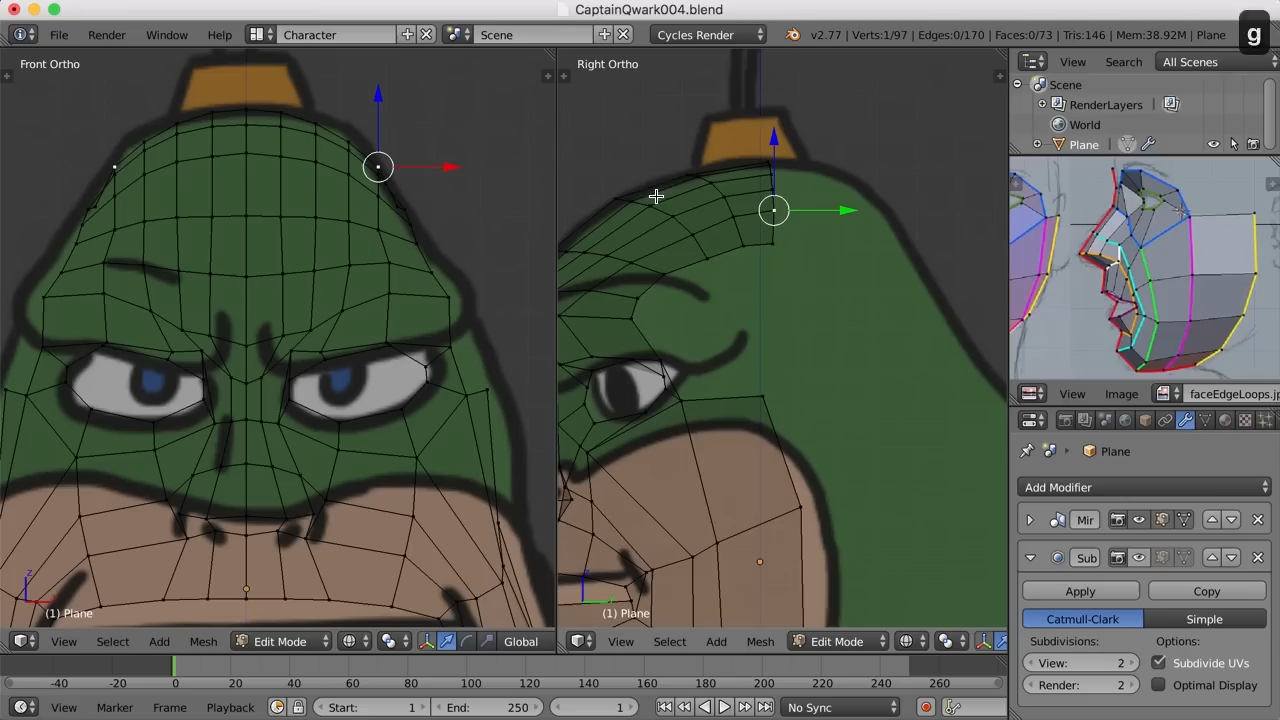 CaptainQwark004.blend
File Render Window Help Character Scene Cycles Render v2.77 | Verts:1/97 | Edges:0/170 | Faces:0/73 | Tris:146 | Mem:38.92M | Plane
g
Front Ortho
Right Ortho
View Search All Scenes
Scene
RenderLayers
World
Plane
View Image faceEdgeLoops.jp
Plane
Add Modifier
Mir
Sub
Apply Copy
Catmull-Clark Simple
Subdivisions: Options:
View: 2 Subdivide UVs
Render: 2 Optimal Display
z
(1) Plane
(1) Plane
View Select Add Mesh Edit Mode Global
View Select Add Mesh Edit Mode
-40 -20 0 20 40 60 80 100 120 140 160 180 200 220 240 260
View Marker Frame Playback Start: 1 End: 250 1 No Sync